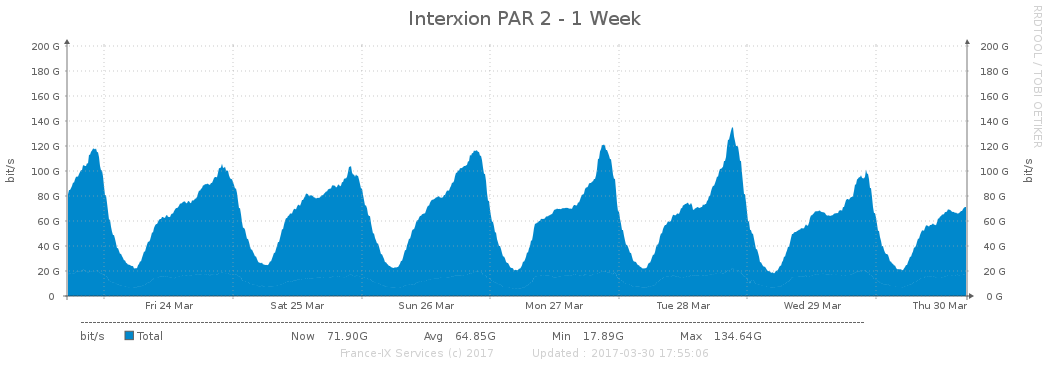 Interxion PAR 2 - 1 Week
RRDTOOL / TOBI OETIKER
bit/s
200 G
180 G
160 G
140 G
120 G
100 G
80 G
60 G
40 G
20 G
0
200 G
180 G
160 G
140 G
120 G
100 G
80 G
60 G
40 G
20 G
0 G
bit/s
Fri 24 Mar Sat 25 Mar Sun 26 Mar Mon 27 Mar Tue 28 Mar Wed 29 Mar Thu 30 Mar
bit/s Total Now 71.90G Avg 64.85G Min 17.89G Max 134.64G
France-IX Services (c) 2017 Updated : 2017-03-30 17:55:06